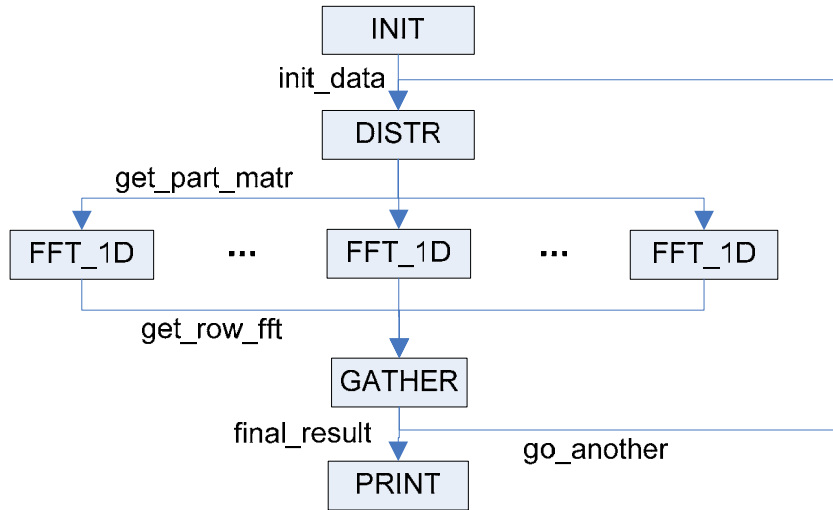 INIT
init_data
DISTR
get_part_matr
FFT_1D ... FFT_1D ... FFT_1D
get_row_fft
GATHER
final_result
go_another
PRINT